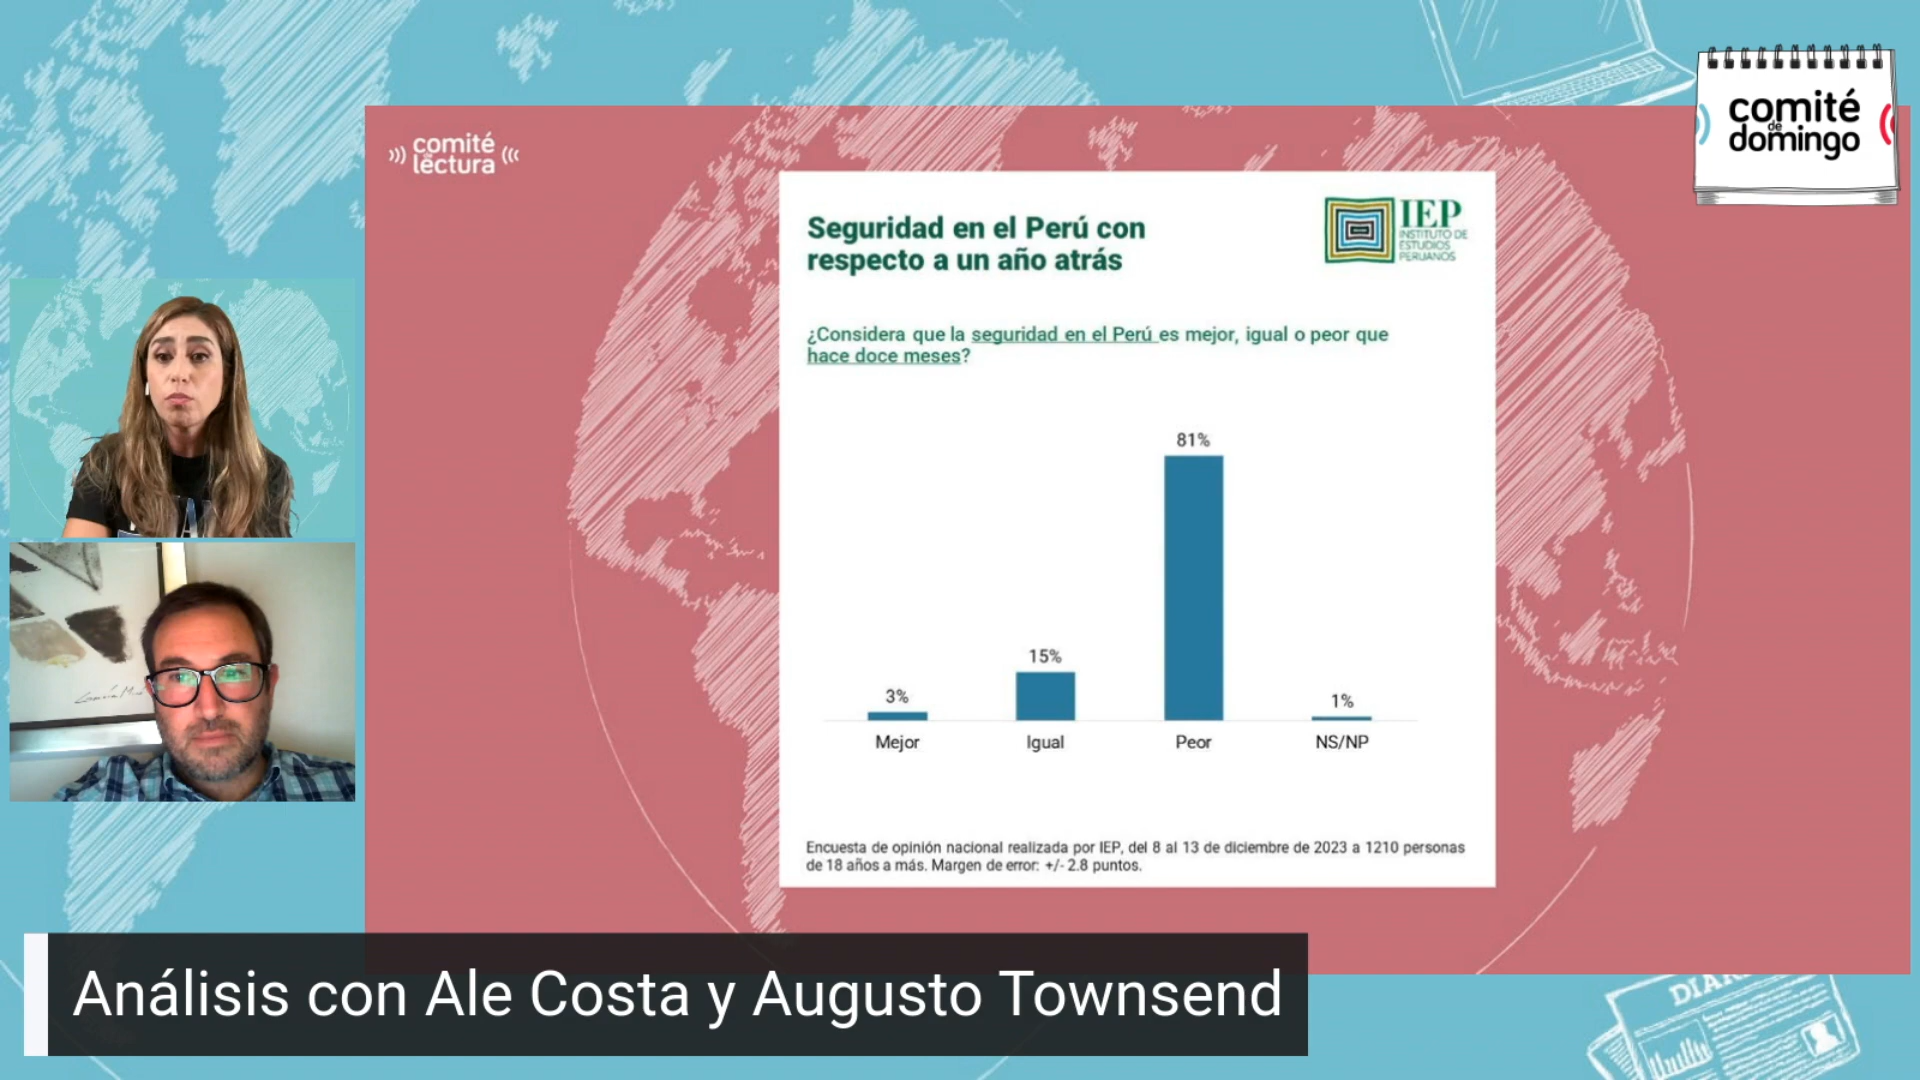 comité
de
domingo
comité
de
lectura
Seguridad en el Perú con
respecto a un año atrás
IEP
INSTITUTO DE
ESTUDIOS
PERUANOS
¿Considera que la seguridad en el Perú es mejor, igual o peor que
hace doce meses?
3%
15%
81%
1%
Mejor
Igual
Peor
NS/NP
Encuesta de opinión nacional realizada por IEP, del 8 al 13 de diciembre de 2023 a 1210 personas
de 18 años a más. Margen de error: +/- 2.8 puntos.
Análisis con Ale Costa y Augusto Townsend